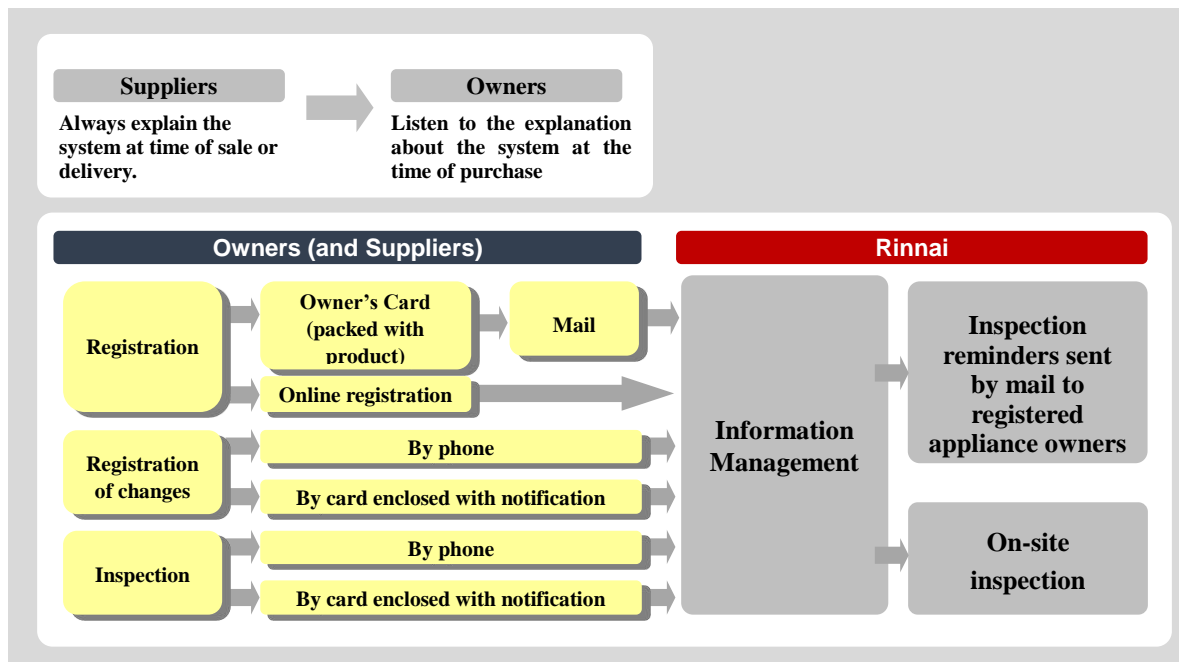 Suppliers
Always explain the
system at time of sale or
delivery.
Owners
Listen to the explanation
about the system at the
time of purchase
Owners (and Suppliers)
Rinnai
Registration
Owner’s Card
(packed with
product)
Mail
Online registration
Registration
of changes
By phone
By card enclosed with notification
Inspection
By phone
By card enclosed with notification
Information
Management
Inspection
reminders sent
by mail to
registered
appliance owners
On-site
inspection